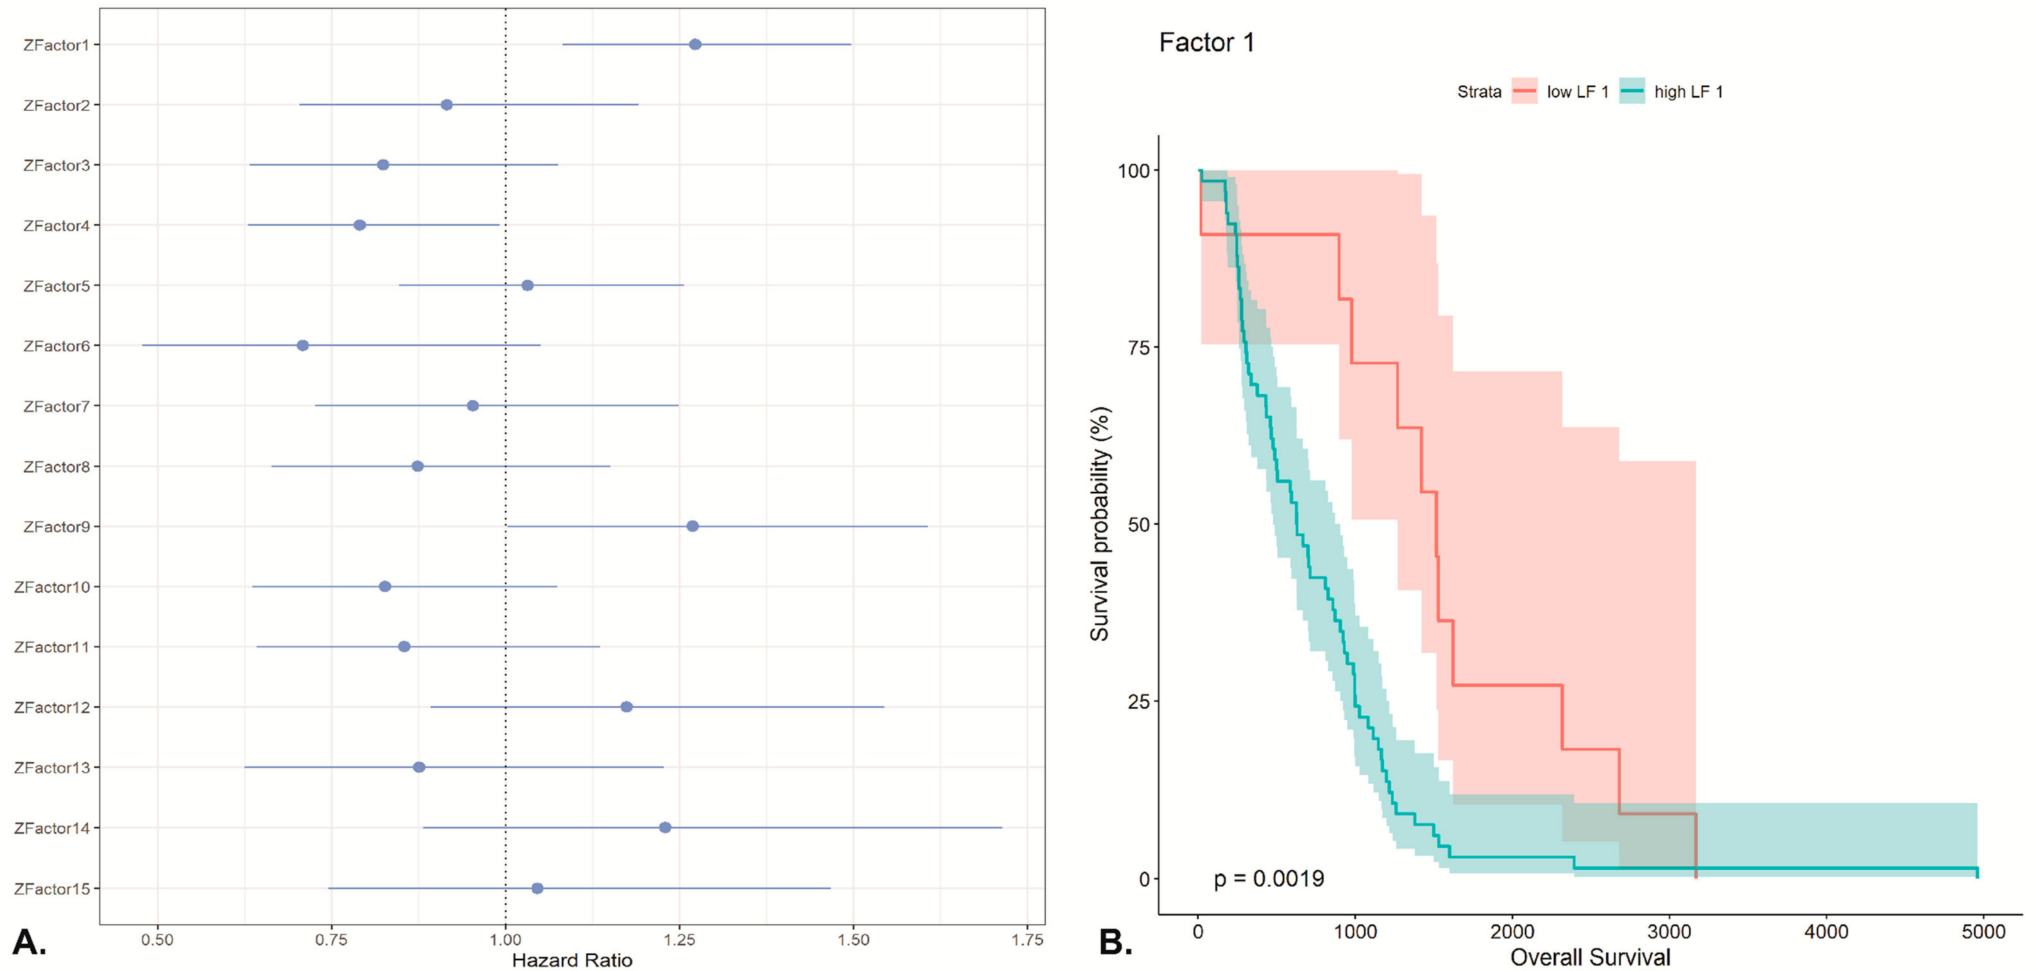 ZFactor1
ZFactor2
ZFactor3
ZFactor4
ZFactor5
ZFactor6
ZFactor7
ZFactor8
ZFactor9
ZFactor10
ZFactor11
ZFactor12
ZFactor13
ZFactor14
ZFactor15
0.50 0.75 1.00 1.25 1.50 1.75
Hazard Ratio
A.
Factor 1
Strata low LF 1 high LF 1
Survival probability (%)
100
75
50
25
0
p = 0.0019
0 1000 2000 3000 4000 5000
Overall Survival
B.